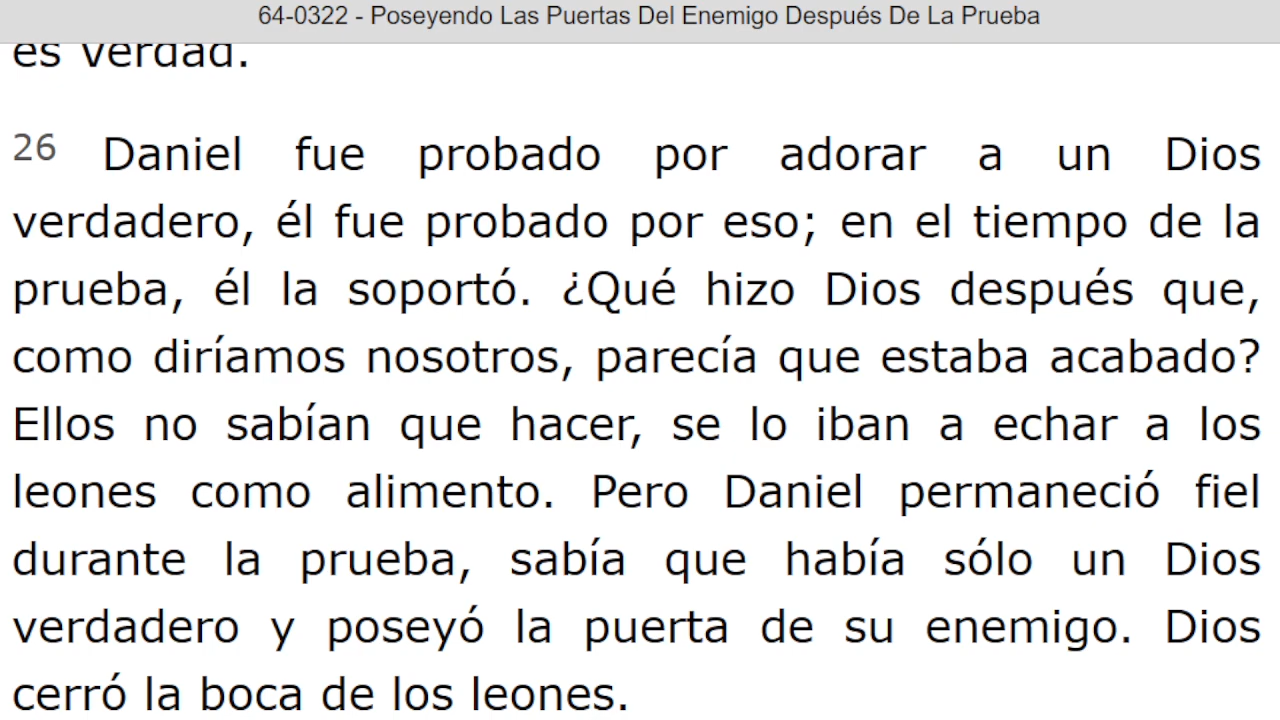 64-0322 - Poseyendo Las Puertas Del Enemigo Después De La Prueba
es verdad.
26 Daniel fue probado por adorar a un Dios
verdadero, él fue probado por eso; en el tiempo de la
prueba, él la soportó. ¿Qué hizo Dios después que,
como diríamos nosotros, parecía que estaba acabado?
Ellos no sabían que hacer, se lo iban a echar a los
leones como alimento. Pero Daniel permaneció fiel
durante la prueba, sabía que había sólo un Dios
verdadero y poseyó la puerta de su enemigo. Dios
cerró la boca de los leones.